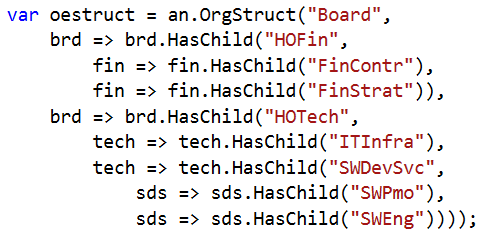 var oestruct = an.OrgStruct("Board",
    brd => brd.HasChild("HOFin",
        fin => fin.HasChild("FinContr"),
        fin => fin.HasChild("FinStrat")),
    brd => brd.HasChild("HOTech",
        tech => tech.HasChild("ITInfra"),
        tech => tech.HasChild("SWDevSvc",
            sds => sds.HasChild("SWPmo"),
            sds => sds.HasChild("SWEng"))));